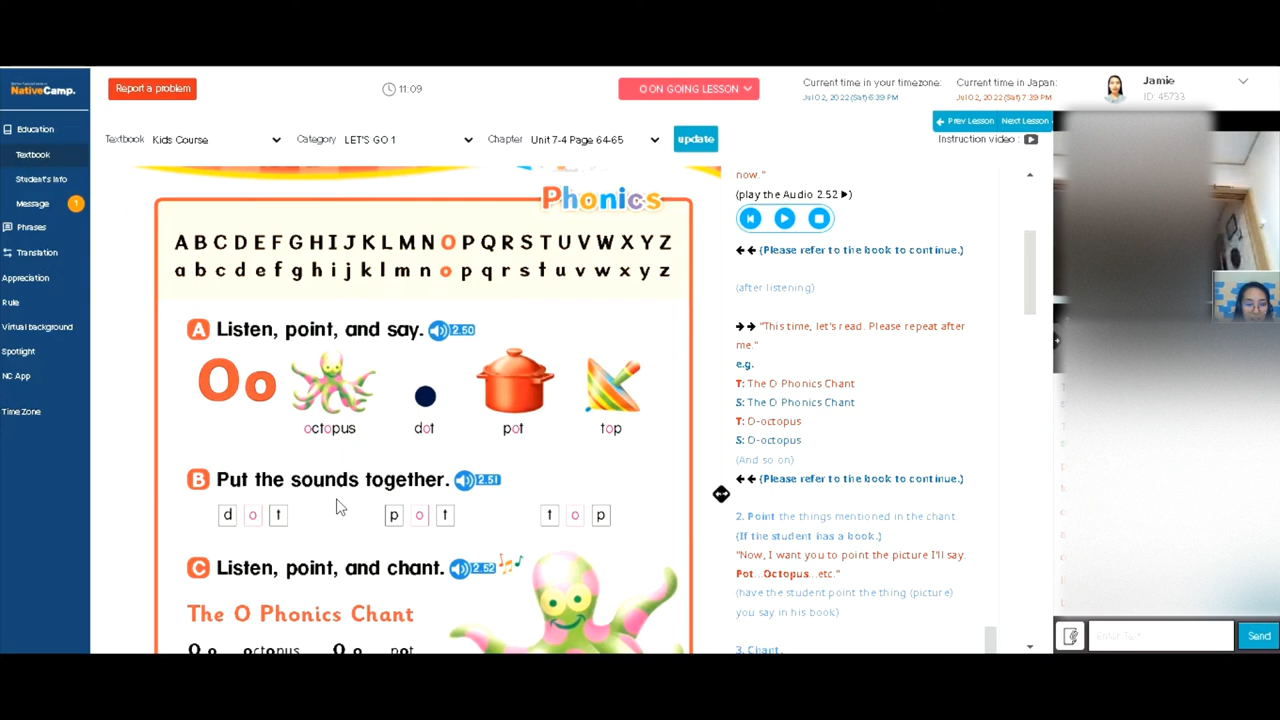 NativeCamp.
Report a problem
11:09
O ON GOING LESSON
Current time in your timezone:
Jul 02, 2022 (Sat) 6:39 PM
Current time in Japan:
Jul 02, 2022 (Sat) 7:39 PM
Jamie
ID: 45733
Education
Textbook
Student's Info
Message 1
Phrases
Translation
Appreciation
Rule
Virtual background
Spotlight
NC App
Time Zone
Textbook Kids Course
Category LET'S GO 1
Chapter Unit 7-4 Page 64-65
update
Prev Lesson Next Lesson
Instruction video:
Phonics
A B C D E F G H I J K L M N O P Q R S T U V W X Y Z
a b c d e f g h i j k l m n o p q r s t u v w x y z
A Listen, point, and say. 2.50
Oo
octopus dot pot top
B Put the sounds together. 2.51
d o t p o t t o p
C Listen, point, and chant. 2.52
The O Phonics Chant
O o octopus O o pot
now."
(play the Audio 2.52 ▶)
←← (Please refer to the book to continue.)
(after listening)
→→ "This time, let's read. Please repeat after
me."
e.g.
T: The O Phonics Chant
S: The O Phonics Chant
T: O-octopus
S: O-octopus
(And so on)
←← (Please refer to the book to continue.)
2. Point the things mentioned in the chant.
(If the student has a book.)
"Now, I want you to point the picture I'll say.
Pot...Octopus...etc."
(have the student point the thing (picture)
you say in his book)
3. Chant.
Enter Text
Send